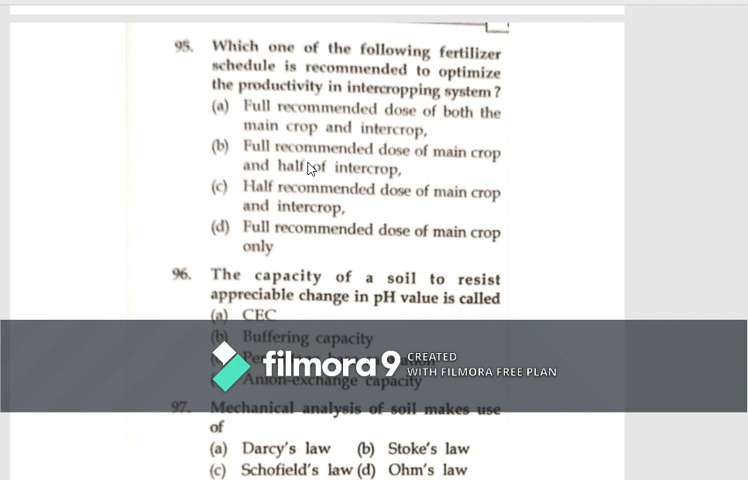 95. Which one of the following fertilizer
schedule is recommended to optimize
the productivity in intercropping system?
(a) Full recommended dose of both the
main crop and intercrop,
(b) Full recommended dose of main crop
and half of intercrop,
(c) Half recommended dose of main crop
and intercrop,
(d) Full recommended dose of main crop
only
96. The capacity of a soil to resist
appreciable change in pH value is called
(a) CEC
(b) Buffering capacity
Anion-exchange capacity
filmora9 CREATED
WITH FILMORA FREE PLAN
97. Mechanical analysis of soil makes use
of
(a) Darcy's law (b) Stoke's law
(c) Schofield's law (d) Ohm's law